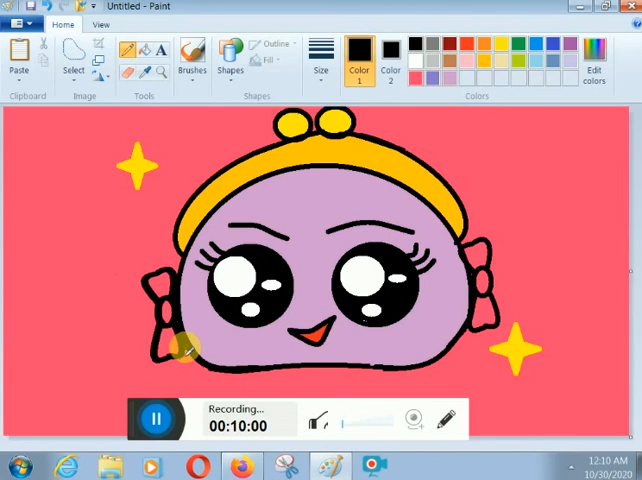 Untitled - Paint
Home
View
Paste
Select
Brushes
Shapes
Outline
Fill
Size
Color
1
Color
2
Edit
colors
Clipboard
Image
Tools
Shapes
Colors
A
Recording...
00:10:00
12:10 AM
10/30/2020